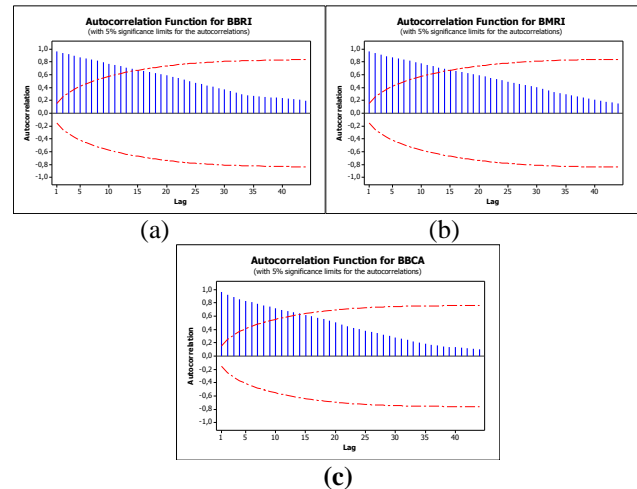 Autocorrelation Function for BBRI
(with 5% significance limits for the autocorrelations)
1,0
0,8
0,6
0,4
0,2
0,0
-0,2
-0,4
-0,6
-0,8
-1,0
Autocorrelation
1 5 10 15 20 25 30 35 40
Lag
(a)
Autocorrelation Function for BMRI
(with 5% significance limits for the autocorrelations)
1,0
0,8
0,6
0,4
0,2
0,0
-0,2
-0,4
-0,6
-0,8
-1,0
Autocorrelation
1 5 10 15 20 25 30 35 40
Lag
(b)
Autocorrelation Function for BBCA
(with 5% significance limits for the autocorrelations)
1,0
0,8
0,6
0,4
0,2
0,0
-0,2
-0,4
-0,6
-0,8
-1,0
Autocorrelation
1 5 10 15 20 25 30 35 40
Lag
(c)